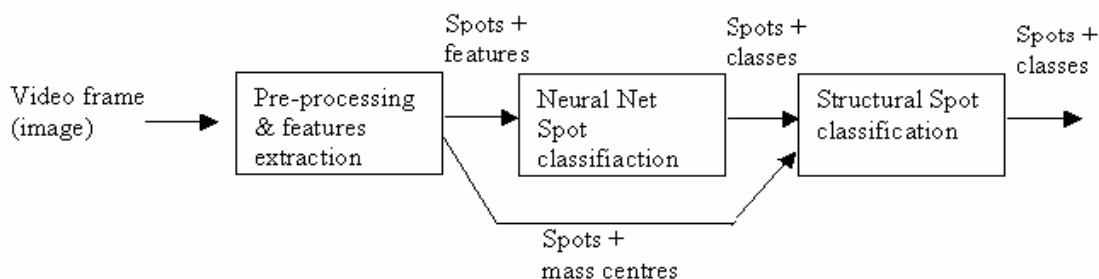 Video frame
(image)
Pre-processing
& features
extraction
Spots +
features
Neural Net
Spot
classifiaction
Spots +
classes
Structural Spot
classification
Spots +
classes
Spots +
mass centres